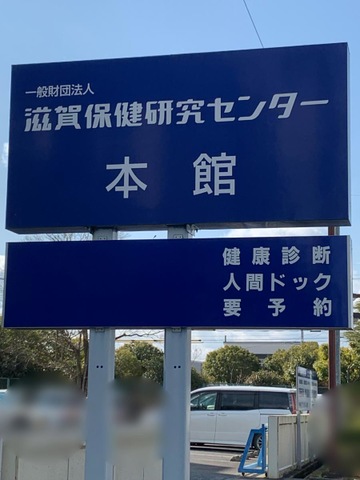 一般財団法人
滋賀保健研究センター
本館
健康診断
人間ドック
要予約